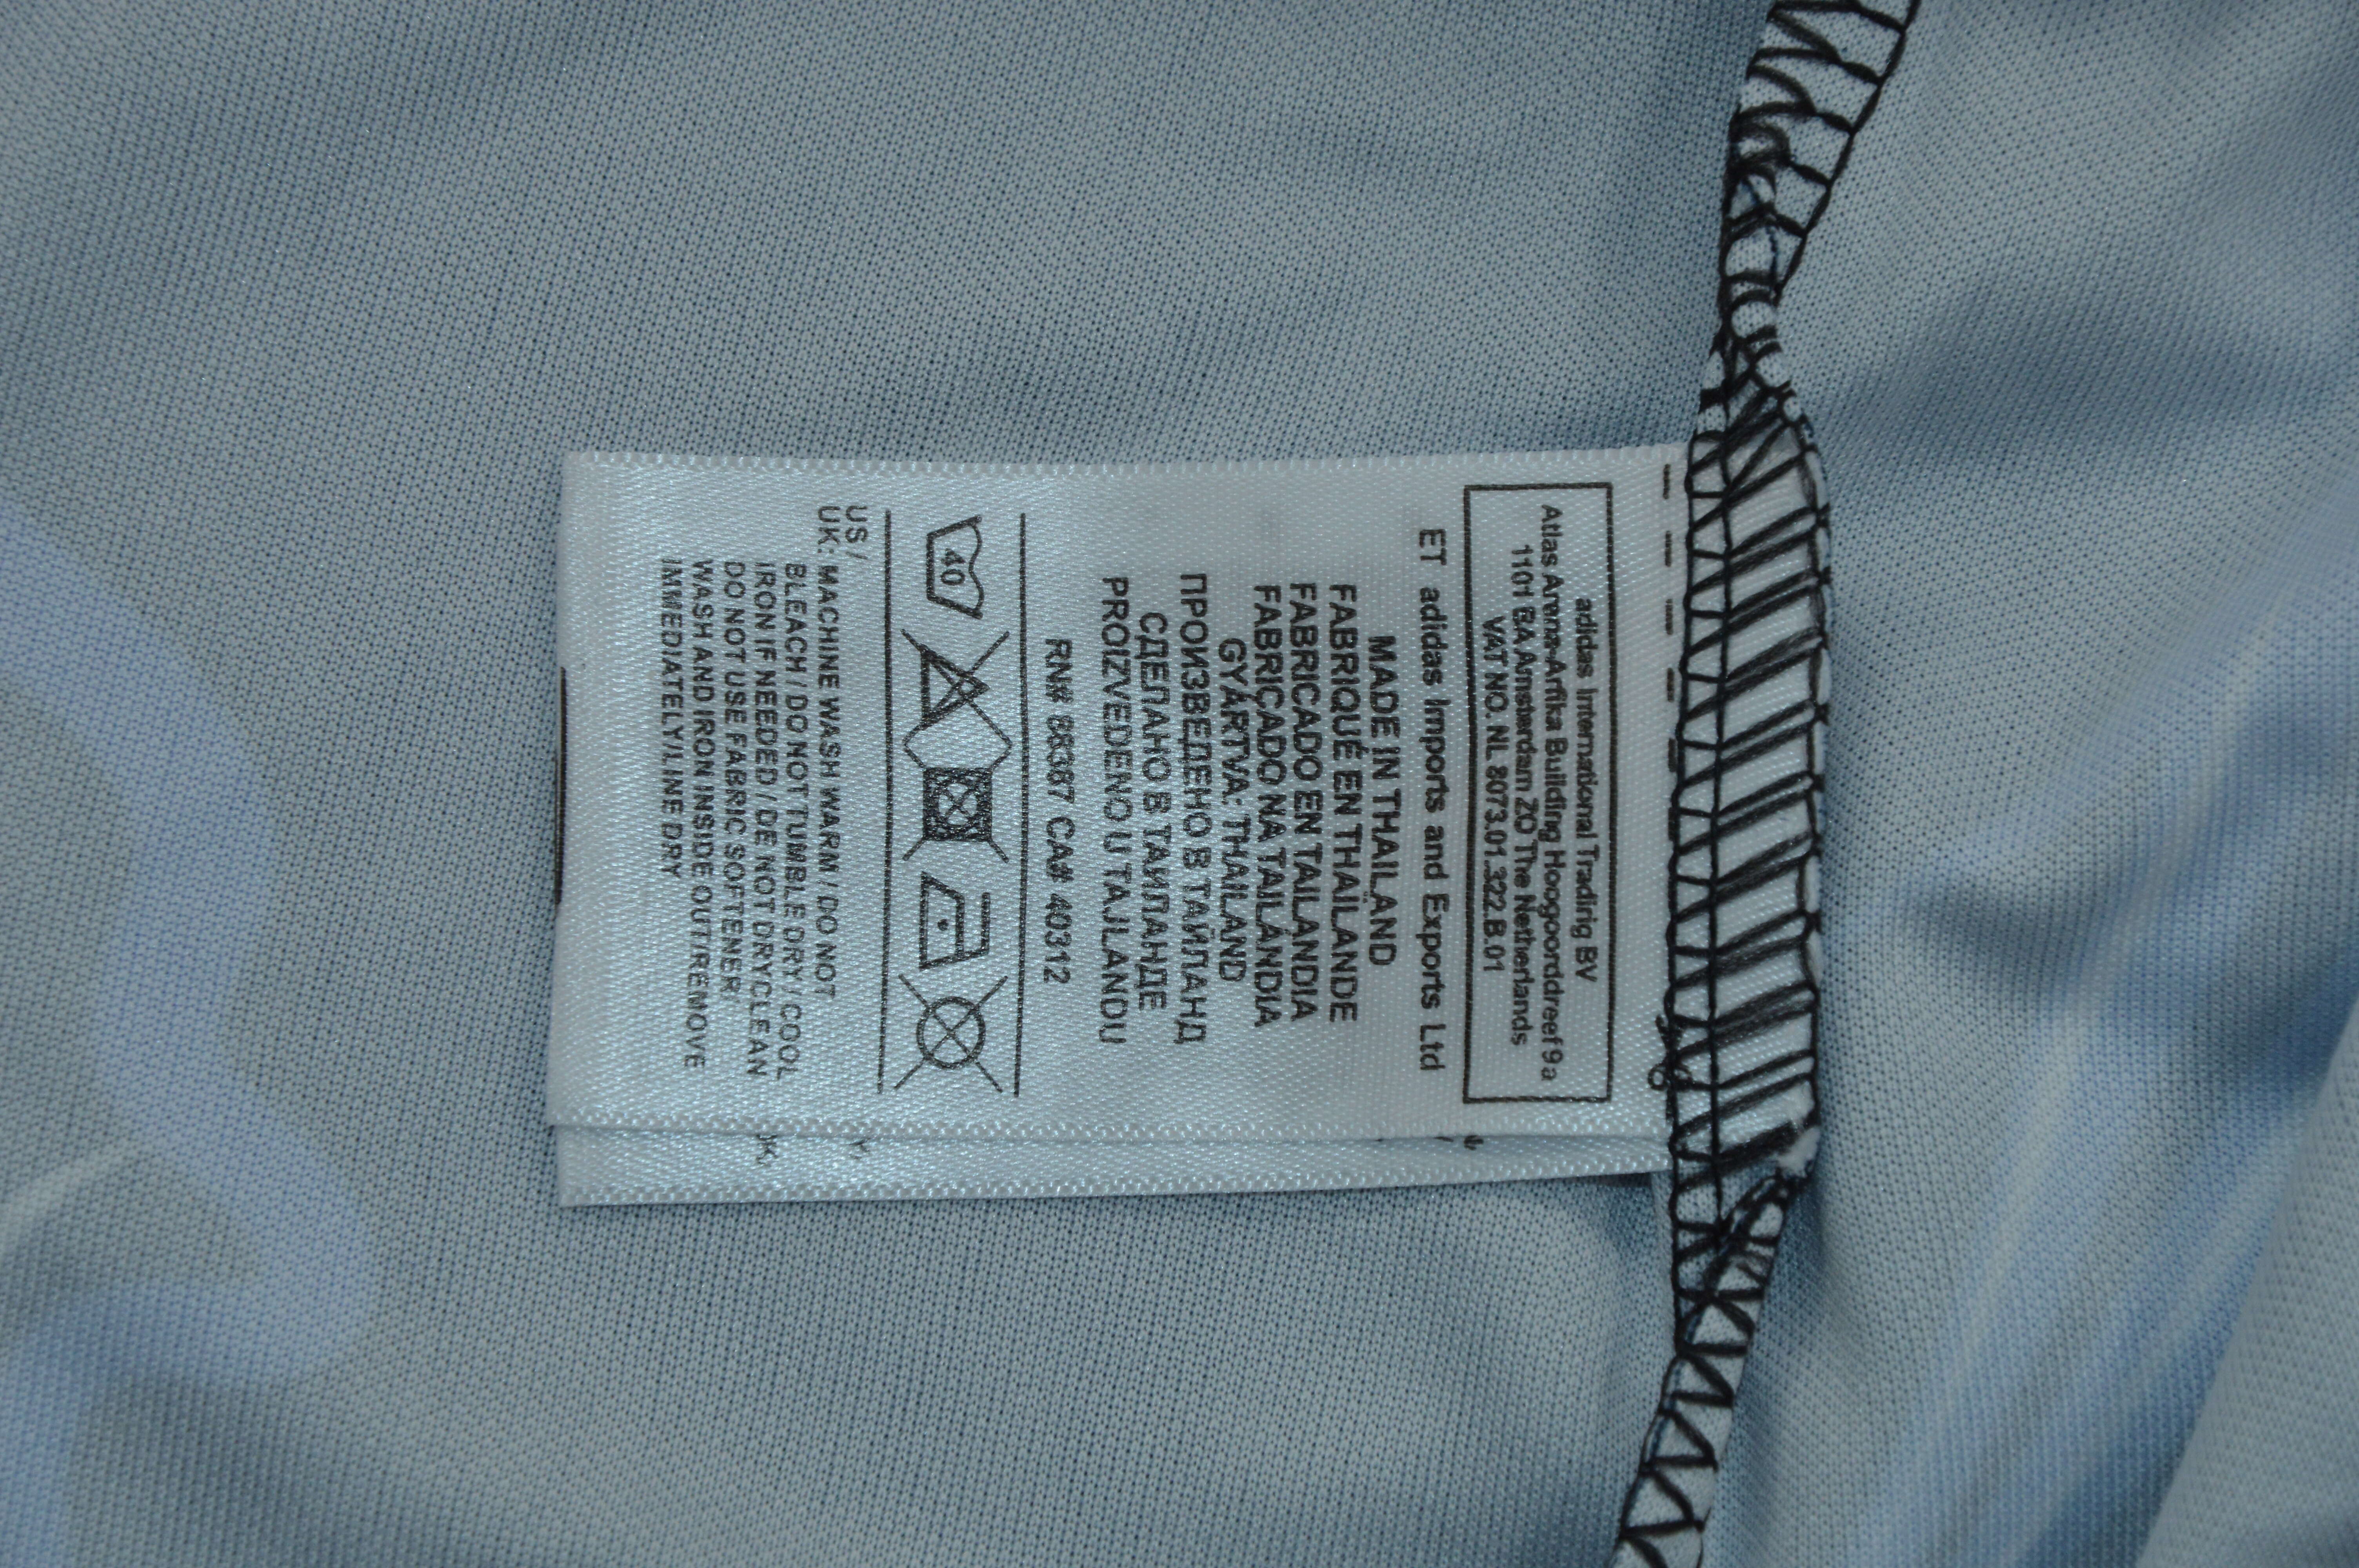 adidas International Trading BV
Atlas Arena-Arfika Building Hoogoorddreef 9a
1101 BA Amsterdam ZO The Netherlands
VAT NO. NL 8073.01.322.B.01
ET adidas Imports and Exports Ltd
MADE IN THAILAND
FABRIQUÉ EN THAÏLANDE
FABRICADO EN TAILANDIA
FABRIÇADO NA TAILÂNDIA
GYÁRTVA: THAILAND
ПРОИЗВЕДЕНО В ТАЙЛАНД
СДЕЛАНО В ТАИЛАНДЕ
PROIZVEDENO U TAJLANDU
RN# 88387 CA# 40312
40
US /
UK: MACHINE WASH WARM / DO NOT
BLEACH / DO NOT TUMBLE DRY / COOL
IRON IF NEEDED / DE NOT DRYCLEAN
DO NOT USE FABRIC SOFTENER/
WASH AND IRON INSIDE OUT/REMOVE
IMMEDIATELY/LINE DRY